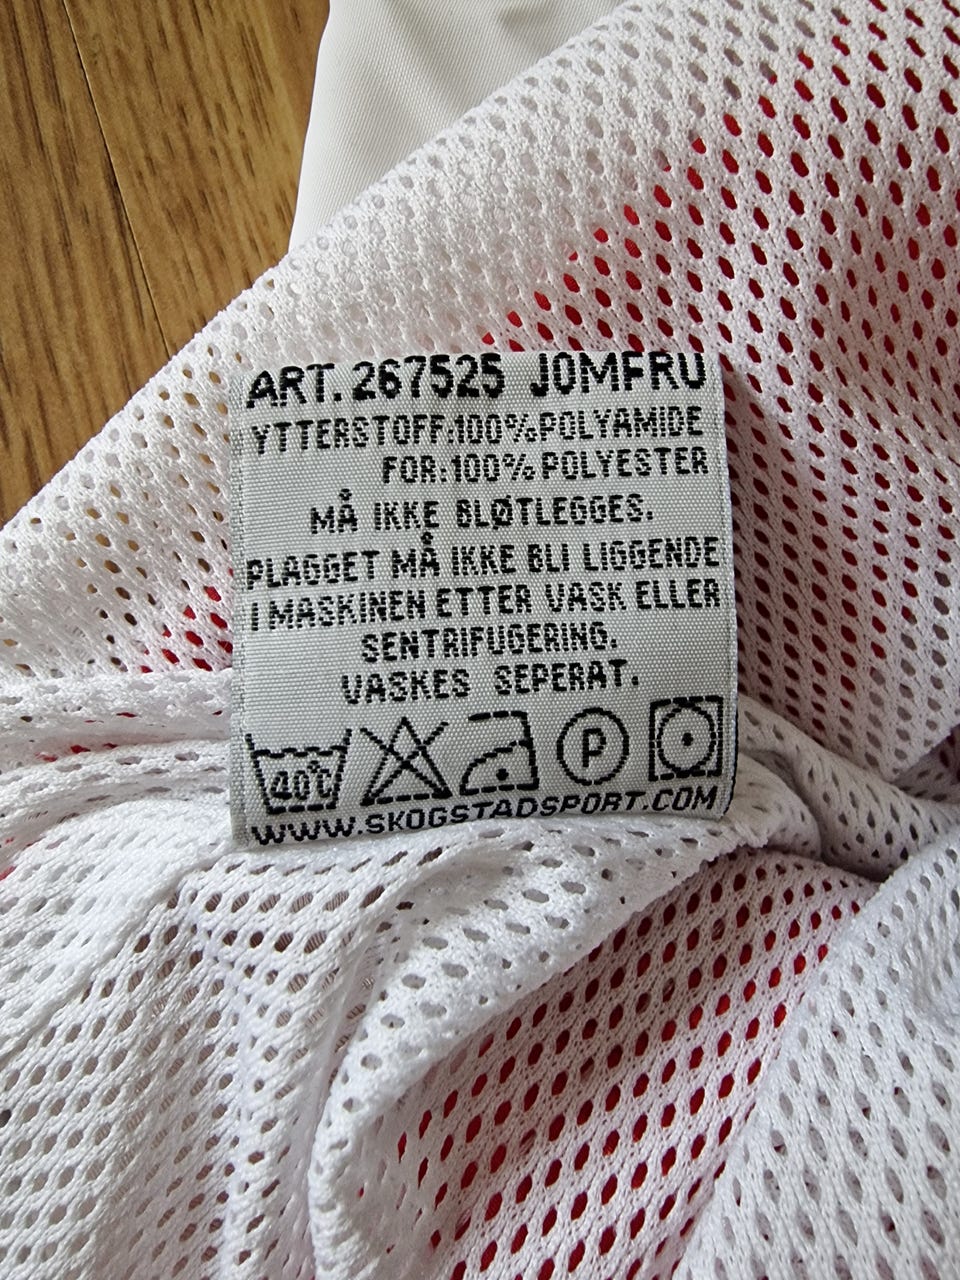 ART. 267525 JOMFRU
YTTERSTOFF:100%POLYAMIDE
FOR:100% POLYESTER
MÅ IKKE BLØTLEGGES.
PLAGGET MÅ IKKE BLI LIGGENDE
I MASKINEN ETTER VASK ELLER
SENTRIFUGERING.
VASKES SEPERAT.
40°C P
WWW.SKOGSTADSPORT.COM